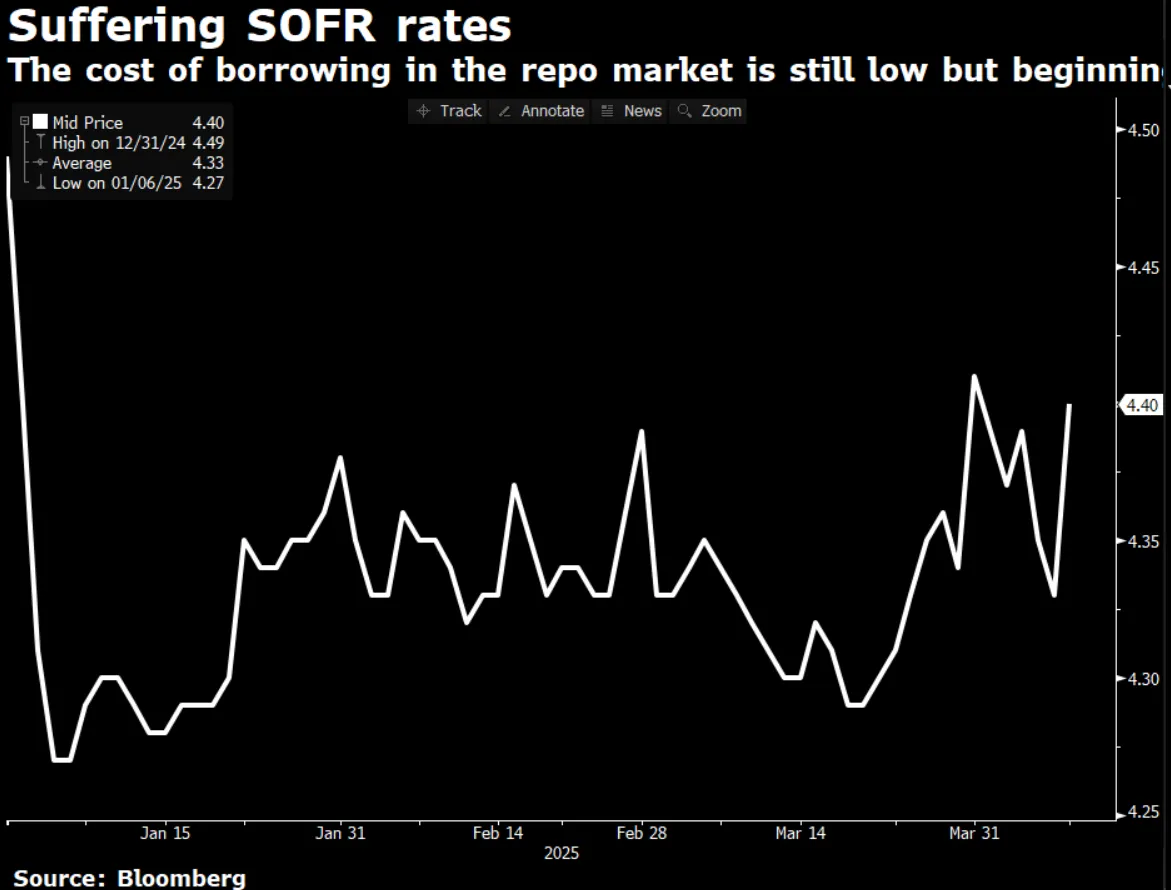 Suffering SOFR rates
The cost of borrowing in the repo market is still low but beginnin
Track Annotate News Zoom
Mid Price 4.40
High on 12/31/24 4.49
Average 4.33
Low on 01/06/25 4.27
4.50
4.45
4.40
4.35
4.30
4.25
Jan 15 Jan 31 Feb 14 Feb 28 Mar 14 Mar 31
2025
Source: Bloomberg